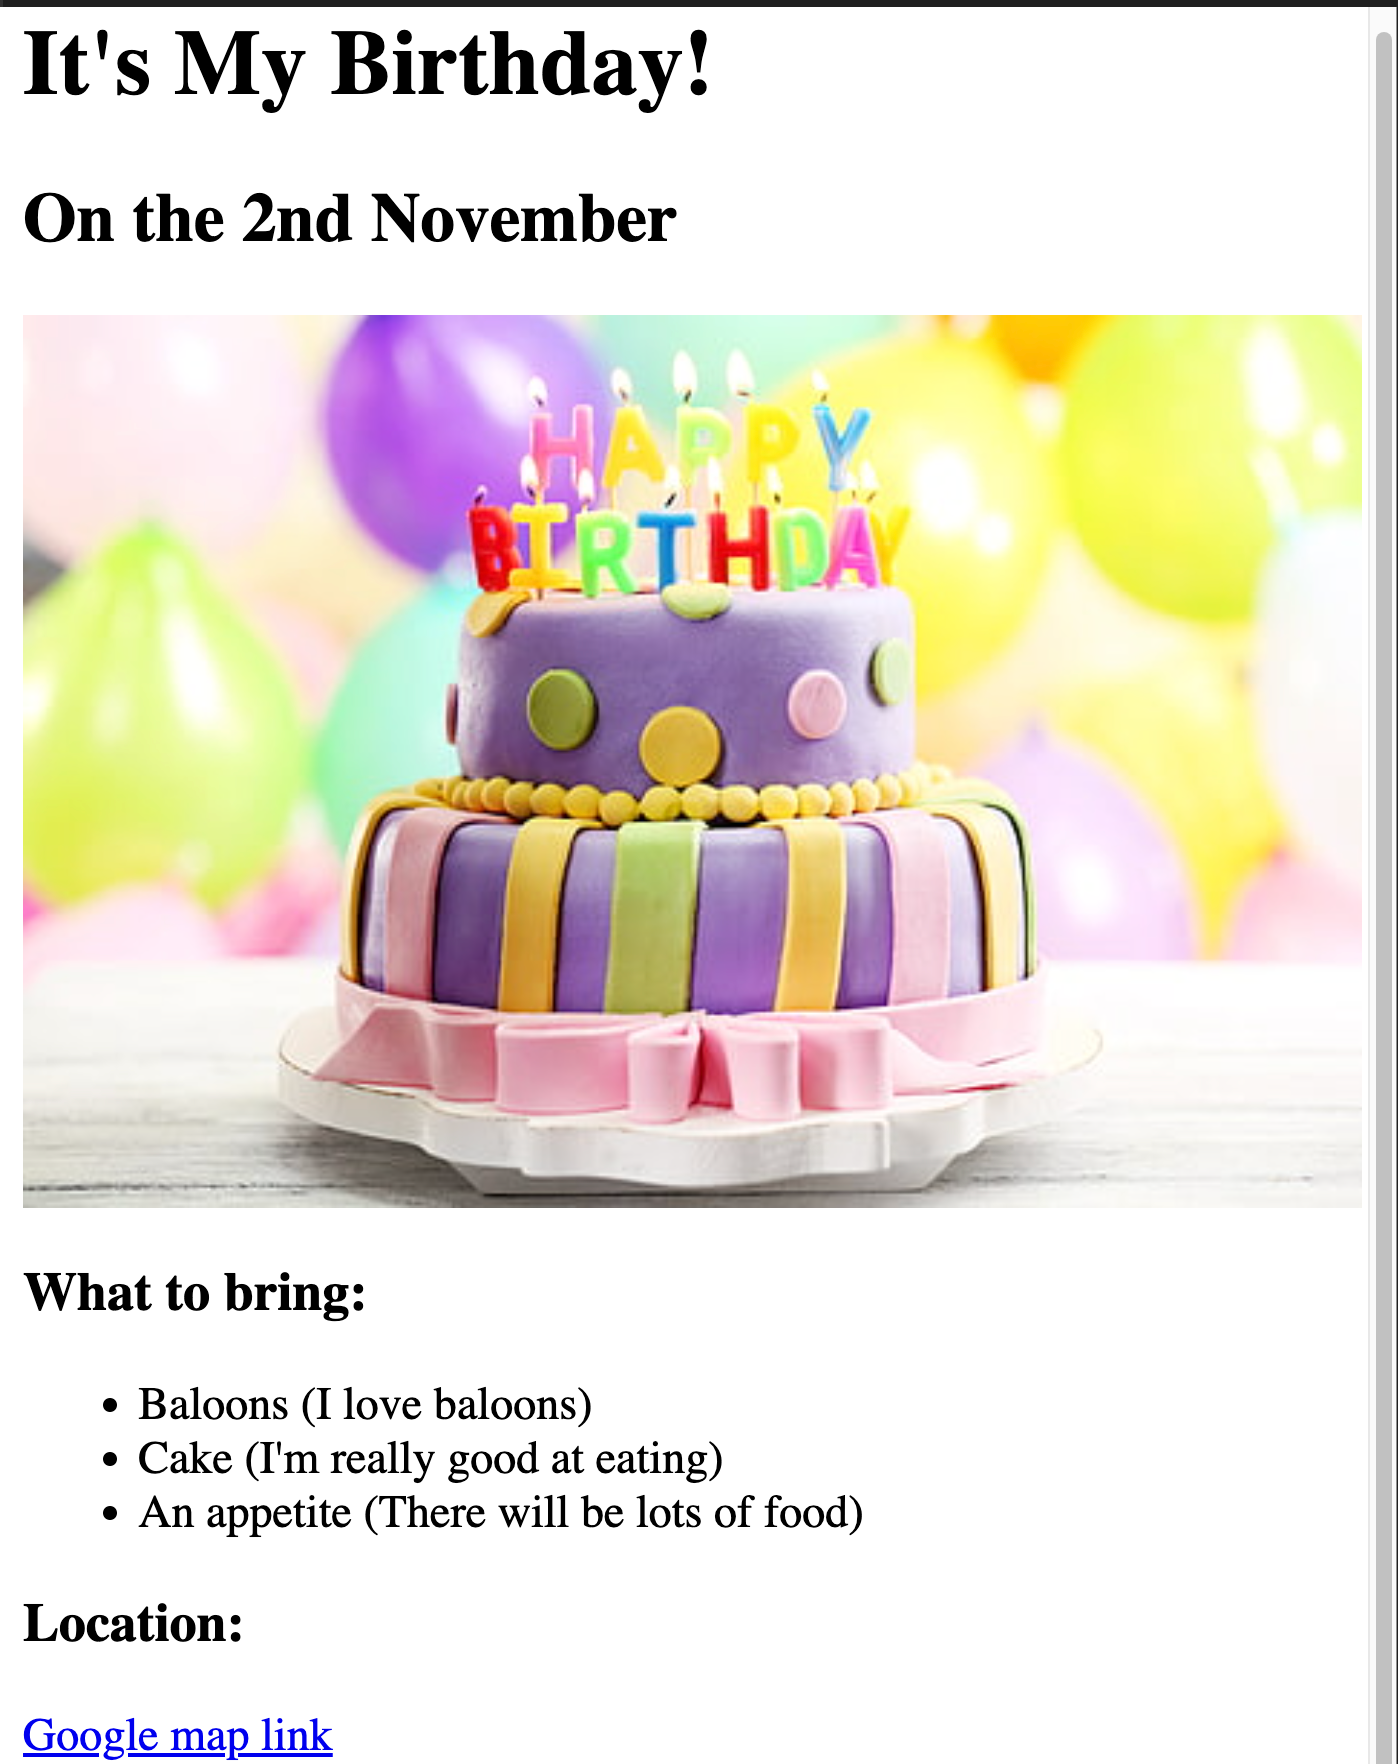 It's My Birthday!
On the 2nd November
HAPPY
BIRTHDAY
What to bring:
Baloons (I love baloons)
Cake (I'm really good at eating)
An appetite (There will be lots of food)
Location:
Google map link